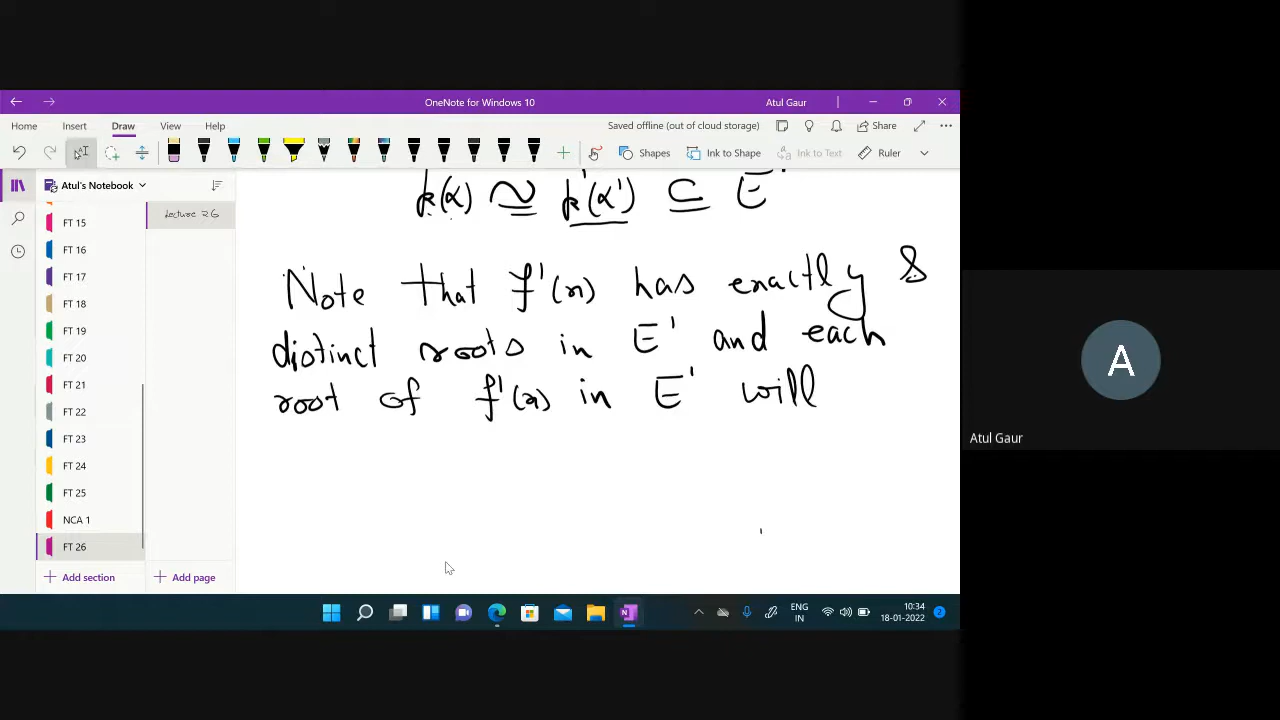 OneNote for Windows 10
Atul Gaur
Home Insert Draw View Help
Saved offline (out of cloud storage)
Share
Shapes
Ink to Shape
Ink to Text
Ruler
Atul's Notebook
Lecture 26
FT 15
FT 16
FT 17
FT 18
FT 19
FT 20
FT 21
FT 22
FT 23
FT 24
FT 25
NCA 1
FT 26
Add section
Add page
k(α) ≅ k'(α') ⊆ E'
Note that f'(x) has exactly
distinct roots in E' and each
root of f'(x) in E' will
A
Atul Gaur
ENG
IN
10:34
18-01-2022
2